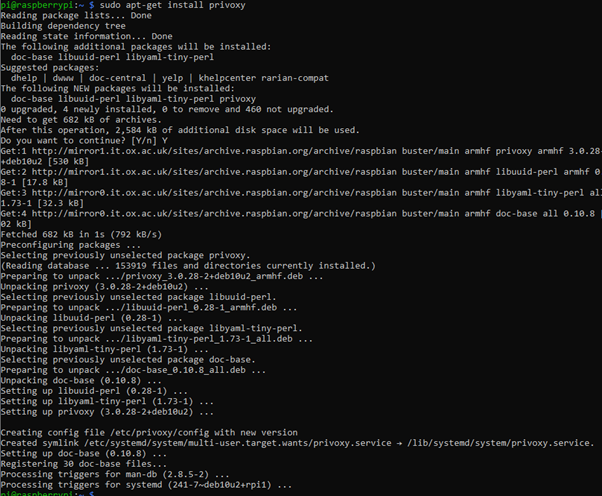 pi@raspberrypi:~ $ sudo apt-get install privoxy
Reading package lists... Done
Building dependency tree
Reading state information... Done
The following additional packages will be installed:
  doc-base libuuid-perl libyaml-tiny-perl
Suggested packages:
  dhelp | dwww | doc-central | yelp | khelpcenter rarian-compat
The following NEW packages will be installed:
  doc-base libuuid-perl libyaml-tiny-perl privoxy
0 upgraded, 4 newly installed, 0 to remove and 460 not upgraded.
Need to get 682 kB of archives.
After this operation, 2,584 kB of additional disk space will be used.
Do you want to continue? [Y/n] Y
Get:1 http://mirror1.it.ox.ac.uk/sites/archive.raspbian.org/archive/raspbian buster/main armhf privoxy armhf 3.0.28-
+deb10u2 [530 kB]
Get:2 http://mirror1.it.ox.ac.uk/sites/archive.raspbian.org/archive/raspbian buster/main armhf libuuid-perl armhf 0
8-1 [17.8 kB]
Get:3 http://mirror0.it.ox.ac.uk/sites/archive.raspbian.org/archive/raspbian buster/main armhf libyaml-tiny-perl all
1.73-1 [32.3 kB]
Get:4 http://mirror0.it.ox.ac.uk/sites/archive.raspbian.org/archive/raspbian buster/main armhf doc-base all 0.10.8 [
02 kB]
Fetched 682 kB in 1s (792 kB/s)
Preconfiguring packages ...
Selecting previously unselected package privoxy.
(Reading database ... 153919 files and directories currently installed.)
Preparing to unpack .../privoxy_3.0.28-2+deb10u2_armhf.deb ...
Unpacking privoxy (3.0.28-2+deb10u2) ...
Selecting previously unselected package libuuid-perl.
Preparing to unpack .../libuuid-perl_0.28-1_armhf.deb ...
Unpacking libuuid-perl (0.28-1) ...
Selecting previously unselected package libyaml-tiny-perl.
Preparing to unpack .../libyaml-tiny-perl_1.73-1_all.deb ...
Unpacking libyaml-tiny-perl (1.73-1) ...
Selecting previously unselected package doc-base.
Preparing to unpack .../doc-base_0.10.8_all.deb ...
Unpacking doc-base (0.10.8) ...
Setting up libuuid-perl (0.28-1) ...
Setting up libyaml-tiny-perl (1.73-1) ...
Setting up privoxy (3.0.28-2+deb10u2) ...

Creating config file /etc/privoxy/config with new version
Created symlink /etc/systemd/system/multi-user.target.wants/privoxy.service → /lib/systemd/system/privoxy.service.
Setting up doc-base (0.10.8) ...
Registering 30 doc-base files...
Processing triggers for man-db (2.8.5-2) ...
Processing triggers for systemd (241-7~deb10u2+rpi1) ...
pi@raspberrypi:~ $